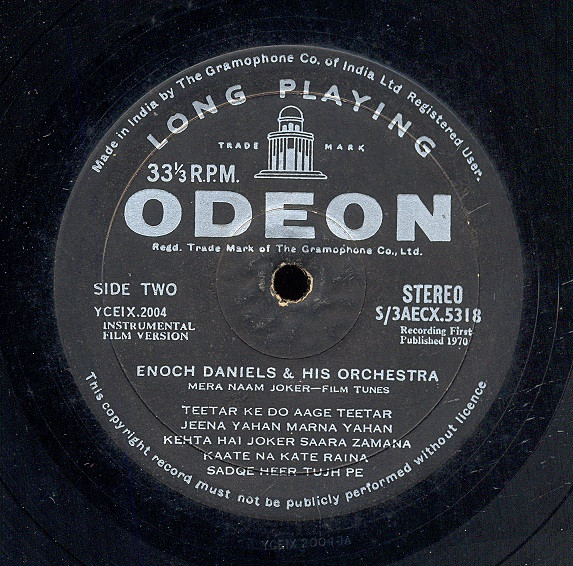 Made in India by The Gramophone Co. of India Ltd Registered User.
LONG PLAYING
TRADE MARK
33⅓ R.P.M.
ODEON
Regd. Trade Mark of The Gramophone Co., Ltd.
SIDE TWO
YCEIX.2004
INSTRUMENTAL
FILM VERSION
STEREO
S/3AECX.5318
Recording First
Published 1970
ENOCH DANIELS & HIS ORCHESTRA
MERA NAAM JOKER—FILM TUNES
TEETAR KE DO AAGE TEETAR
JEENA YAHAN MARNA YAHAN
KEHTA HAI JOKER SAARA ZAMANA
KAATE NA KATE RAINA
SADQE HEER TUJH PE
This copyright record must not be publicly performed without licence